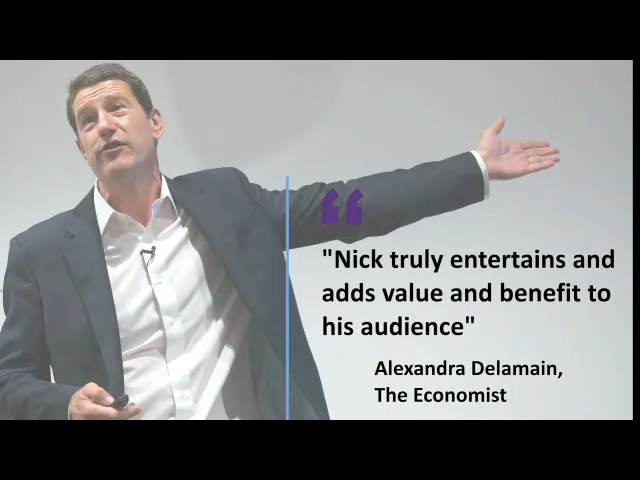 "Nick truly entertains and
adds value and benefit to
his audience"
Alexandra Delamain,
The Economist